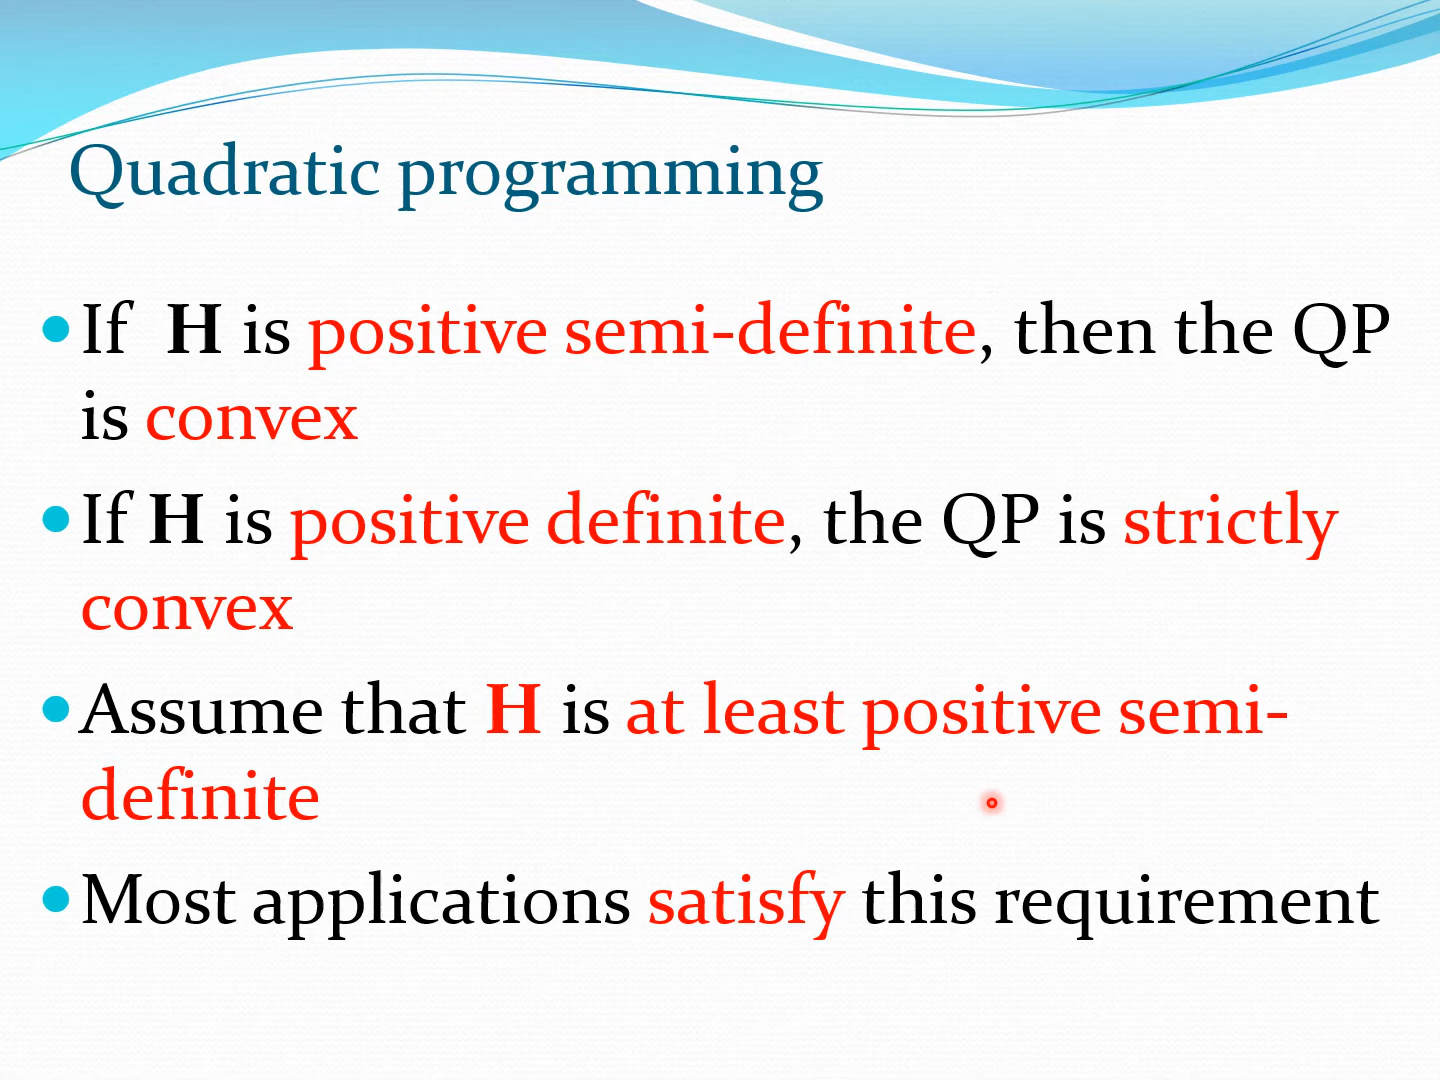 Quadratic programming
•If H is positive semi-definite, then the QP
is convex
•If H is positive definite, the QP is strictly
convex
•Assume that H is at least positive semi-
definite
•Most applications satisfy this requirement